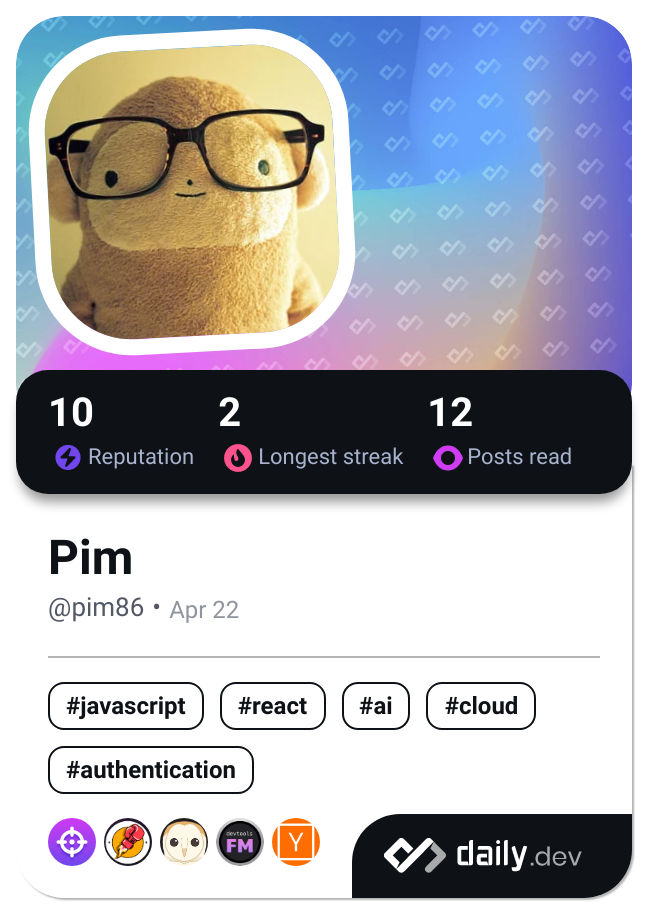 10 2 12
Reputation Longest streak Posts read
Pim
@pim86 • Apr 22
#javascript #react #ai #cloud
#authentication
devtools
FM
Y
daily.dev